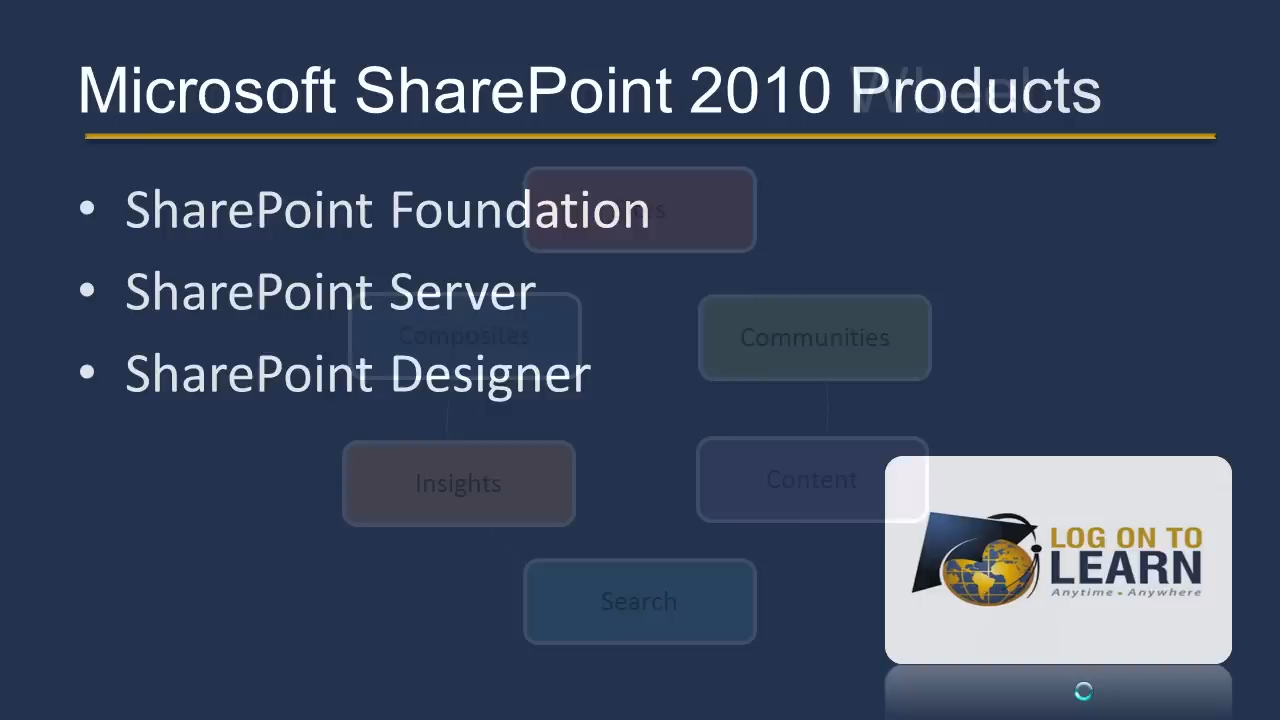 Microsoft SharePoint 2010 Products
• SharePoint Foundation
• SharePoint Server
Composites
Communities
• SharePoint Designer
Insights
Content
Search
LOG ON TO
LEARN
Anytime • Anywhere